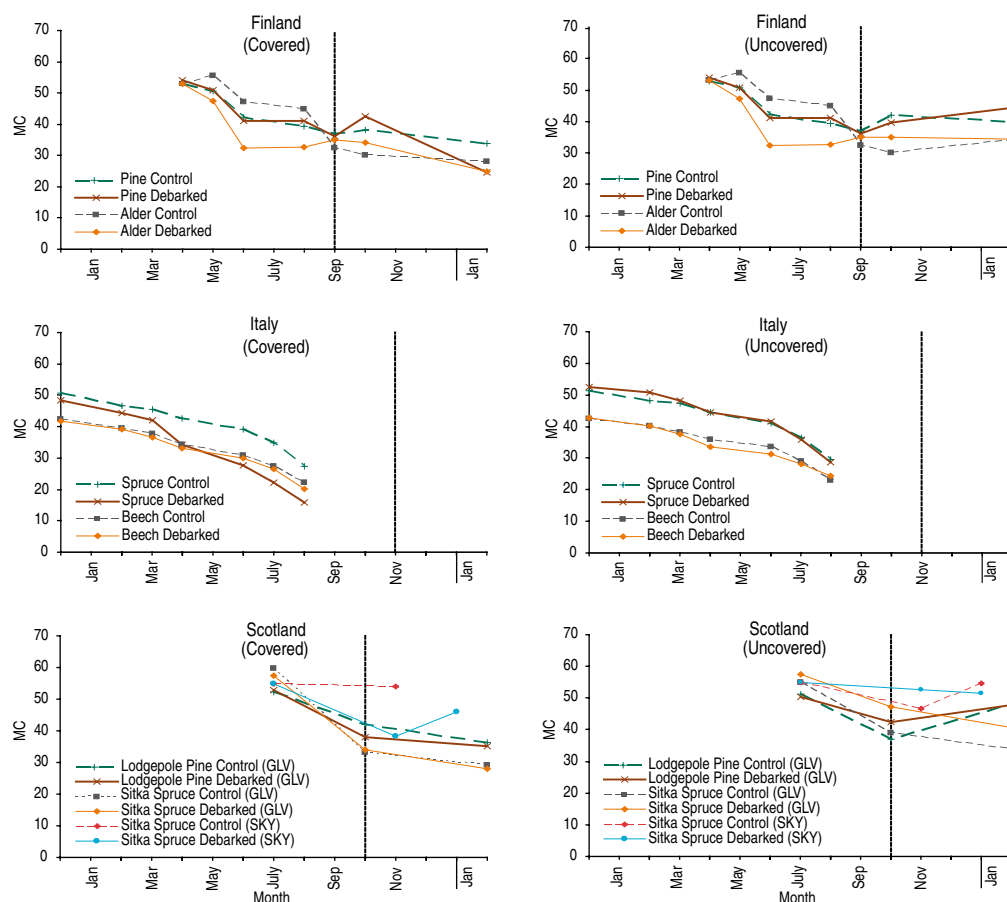 Finland
(Covered)
70
60
50
40
30
20
10
0
MC
Pine Control
Pine Debarked
Alder Control
Alder Debarked
Jan
Mar
May
July
Sep
Nov
Jan
Finland
(Uncovered)
70
60
50
40
30
20
10
0
MC
Pine Control
Pine Debarked
Alder Control
Alder Debarked
Jan
Mar
May
July
Sep
Nov
Jan
Italy
(Covered)
70
60
50
40
30
20
10
0
MC
Spruce Control
Spruce Debarked
Beech Control
Beech Debarked
Jan
Mar
May
July
Sep
Nov
Jan
Italy
(Uncovered)
70
60
50
40
30
20
10
0
MC
Spruce Control
Spruce Debarked
Beech Control
Beech Debarked
Jan
Mar
May
July
Sep
Nov
Jan
Scotland
(Covered)
70
60
50
40
30
20
10
0
MC
Lodgepole Pine Control (GLV)
Lodgepole Pine Debarked (GLV)
Sitka Spruce Control (GLV)
Sitka Spruce Debarked (GLV)
Sitka Spruce Control (SKY)
Sitka Spruce Debarked (SKY)
Jan
Mar
May
July
Sep
Nov
Jan
Month
Scotland
(Uncovered)
70
60
50
40
30
20
10
0
MC
Lodgepole Pine Control (GLV)
Lodgepole Pine Debarked (GLV)
Sitka Spruce Control (GLV)
Sitka Spruce Debarked (GLV)
Sitka Spruce Control (SKY)
Sitka Spruce Debarked (SKY)
Jan
Mar
May
July
Sep
Nov
Jan
Month